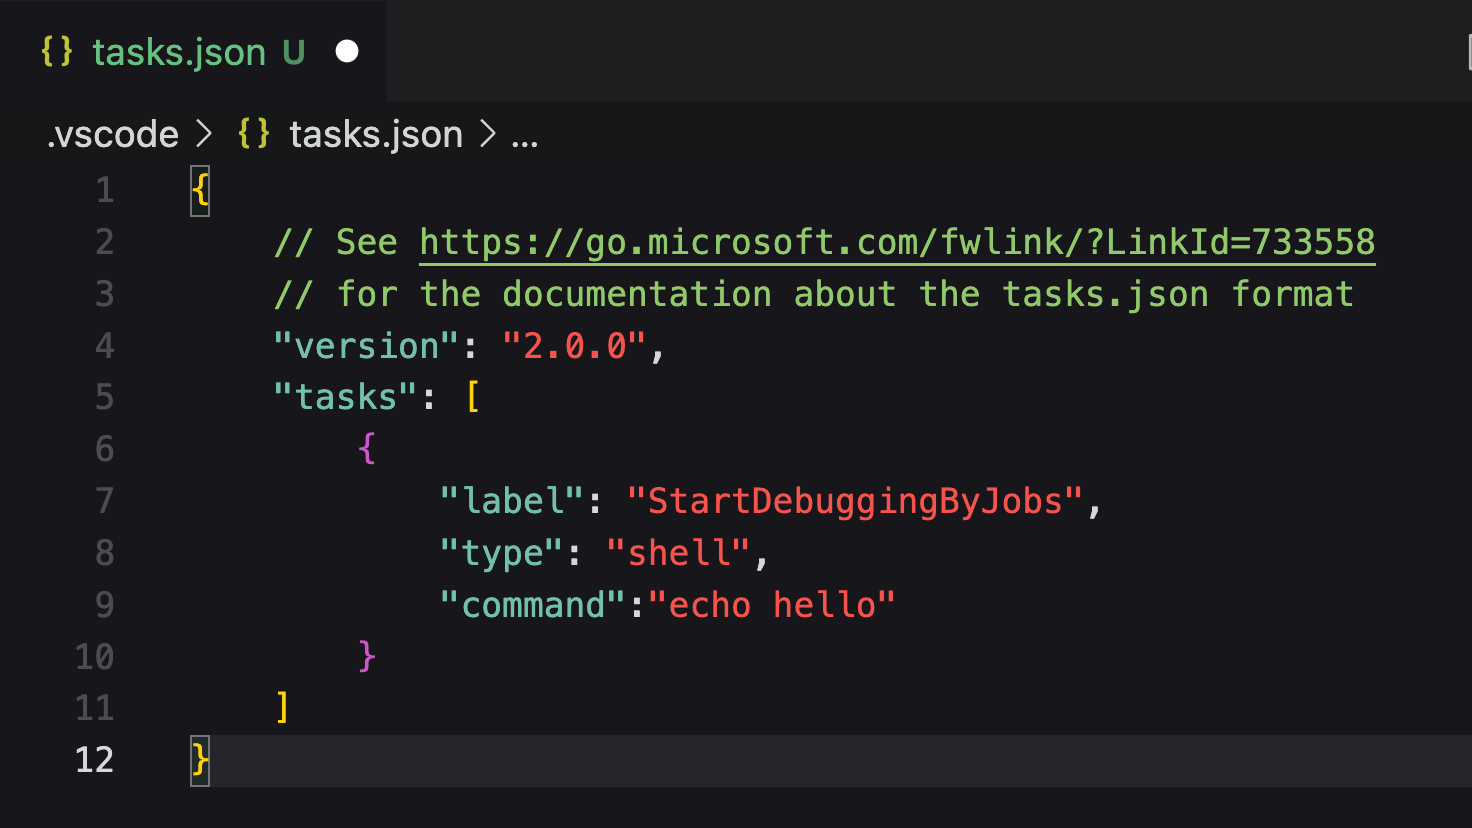 {} tasks.json U
.vscode > {} tasks.json > ...
1 {
2 // See https://go.microsoft.com/fwlink/?LinkId=733558
3 // for the documentation about the tasks.json format
4 "version": "2.0.0",
5 "tasks": [
6 {
7 "label": "StartDebuggingByJobs",
8 "type": "shell",
9 "command":"echo hello"
10 }
11 ]
12 }